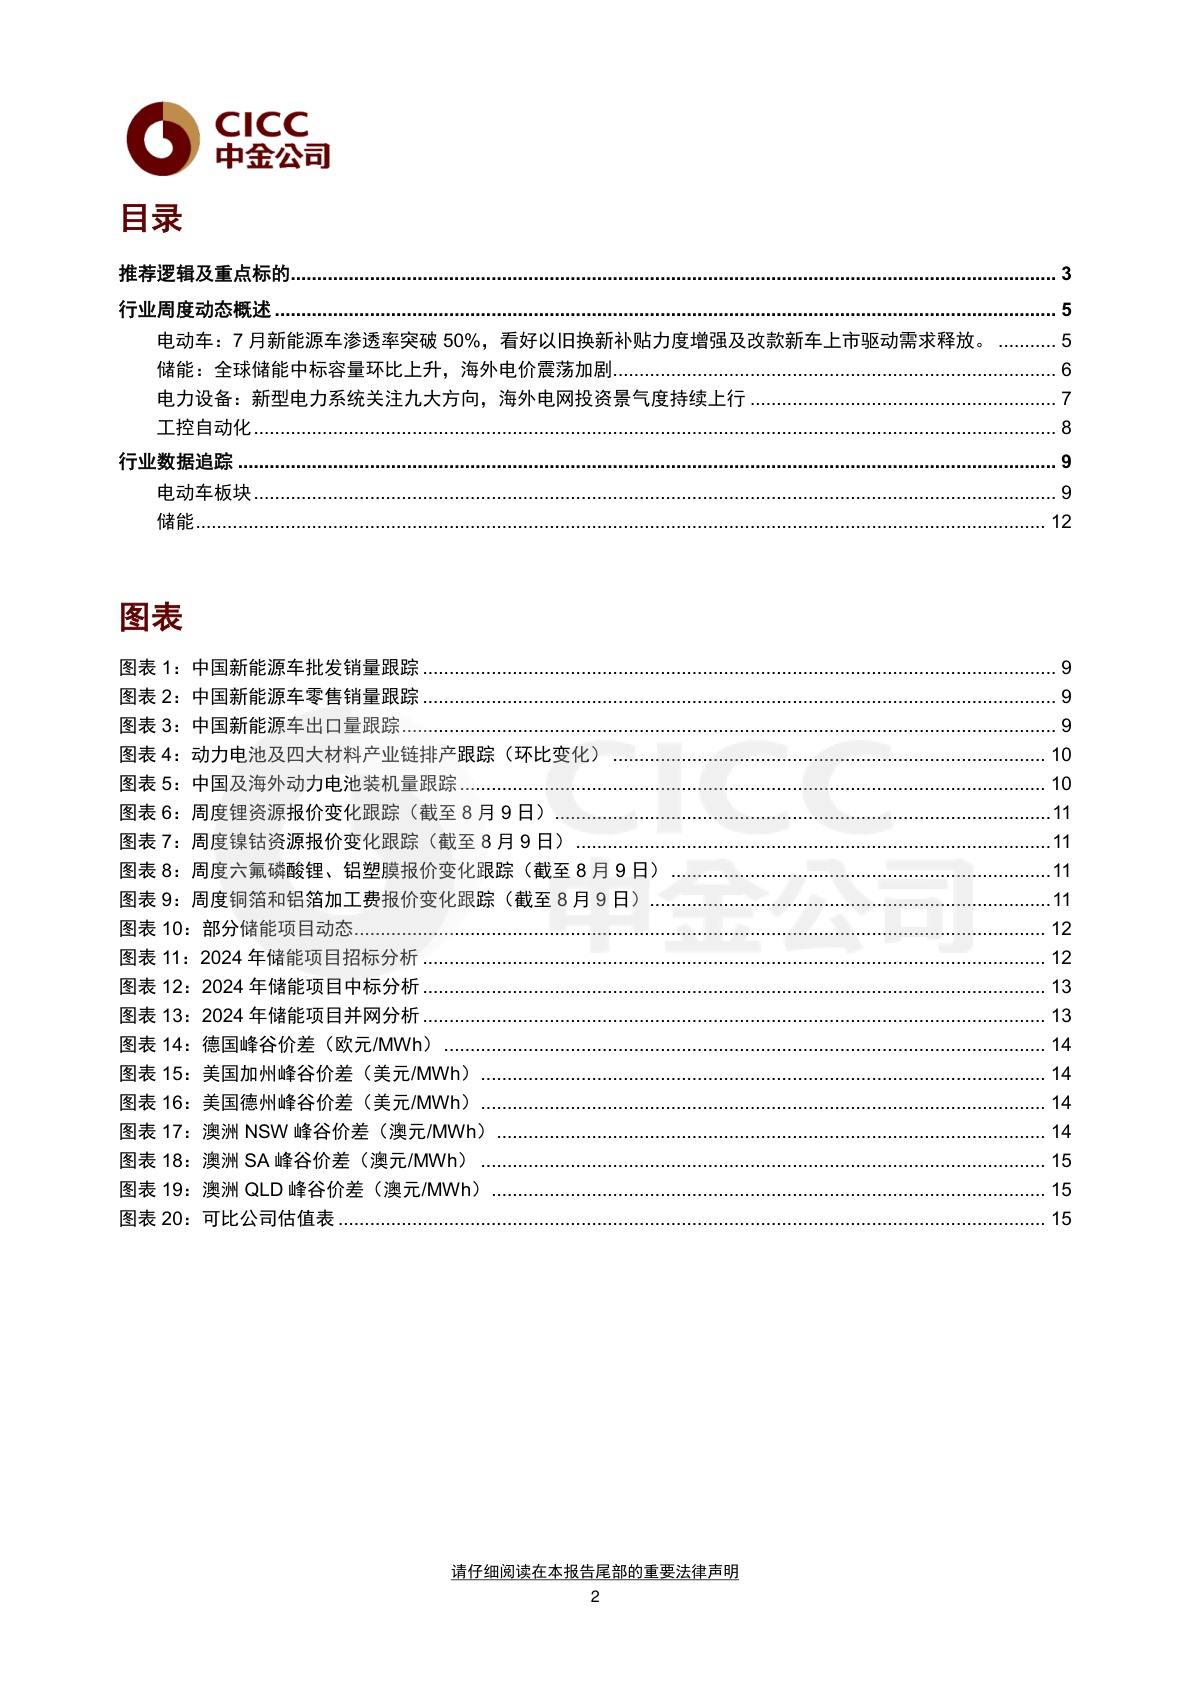 CICC
中金公司
目录
推荐逻辑及重点标的........ 3
行业周度动态概述........ 5
电动车：7 月新能源车渗透率突破 50%，看好以旧换新补贴力度增强及改款新车上市驱动需求释放。 ........ 5
储能：全球储能中标容量环比上升，海外电价震荡加剧........ 6
电力设备：新型电力系统关注九大方向，海外电网投资景气度持续上行........ 7
工控自动化........ 8
行业数据追踪........ 9
电动车板块........ 9
储能........ 12
图表
图表 1：中国新能源车批发销量跟踪........ 9
图表 2：中国新能源车零售销量跟踪........ 9
图表 3：中国新能源车出口量跟踪........ 9
图表 4：动力电池及四大材料产业链排产跟踪（环比变化）........ 10
图表 5：中国及海外动力电池装机量跟踪........ 10
图表 6：周度锂资源报价变化跟踪（截至 8 月 9 日）........ 11
图表 7：周度镍钴资源报价变化跟踪（截至 8 月 9 日）........ 11
图表 8：周度六氟磷酸锂、铝塑膜报价变化跟踪（截至 8 月 9 日）........ 11
图表 9：周度铜箔和铝箔加工费报价变化跟踪（截至 8 月 9 日）........ 11
图表 10：部分储能项目动态........ 12
图表 11：2024 年储能项目招标分析........ 12
图表 12：2024 年储能项目中标分析........ 13
图表 13：2024 年储能项目并网分析........ 13
图表 14：德国峰谷价差（欧元/MWh）........ 14
图表 15：美国加州峰谷价差（美元/MWh）........ 14
图表 16：美国德州峰谷价差（美元/MWh）........ 14
图表 17：澳洲 NSW 峰谷价差（澳元/MWh）........ 14
图表 18：澳洲 SA 峰谷价差（澳元/MWh）........ 15
图表 19：澳洲 QLD 峰谷价差（澳元/MWh）........ 15
图表 20：可比公司估值表........ 15
CICC
中金公司
请仔细阅读在本报告尾部的重要法律声明
2